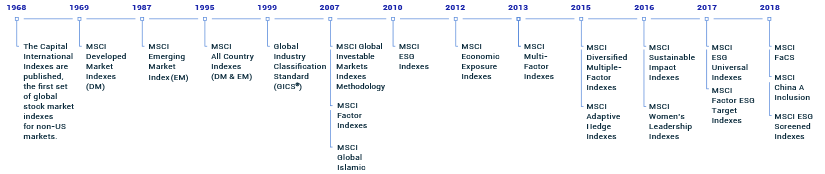 1968 1969 1987 1995 1999 2007 2010 2012 2013 2015 2016 2017 2018
The Capital
International
Indexes are
published,
the first set
of global
stock market
indexes
for non-US
markets.
MSCI
Developed
Market
Indexes
(DM)
MSCI
Emerging
Market
Index (EM)
MSCI
All Country
Indexes
(DM & EM)
Global
Industry
Classification
Standard
(GICS®)
MSCI Global
Investable
Markets
Indexes
Methodology
MSCI
Factor
Indexes
MSCI
Global
Islamic
MSCI
ESG
Indexes
MSCI
Economic
Exposure
Indexes
MSCI
Multi-
Factor
Indexes
MSCI
Diversified
Multiple-
Factor
Indexes
MSCI
Adaptive
Hedge
Indexes
MSCI
Sustainable
Impact
Indexes
MSCI
Women's
Leadership
Indexes
MSCI
ESG
Universal
Indexes
MSCI
Factor ESG
Target
Indexes
MSCI
FaCS
MSCI
China A
Inclusion
MSCI ESG
Screened
Indexes